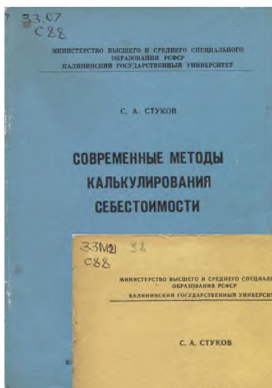 33.07
С88
МИНИСТЕРСТВО ВЫСШЕГО И СРЕДНЕГО СПЕЦИАЛЬНОГО
ОБРАЗОВАНИЯ РСФСР
КАЛИНИНСКИЙ ГОСУДАРСТВЕННЫЙ УНИВЕРСИТЕТ
С. А. СТУКОВ
СОВРЕМЕННЫЕ МЕТОДЫ
КАЛЬКУЛИРОВАНИЯ
СЕБЕСТОИМОСТИ
С88
МИНИСТЕРСТВО ВЫСШЕГО И СРЕДНЕГО СПЕЦИАЛЬ
ОБРАЗОВАНИЯ РСФСР
КАЛИНИНСКИЙ ГОСУДАРСТВЕННЫЙ УНИВЕРСИТ
С. А. СТУКОВ